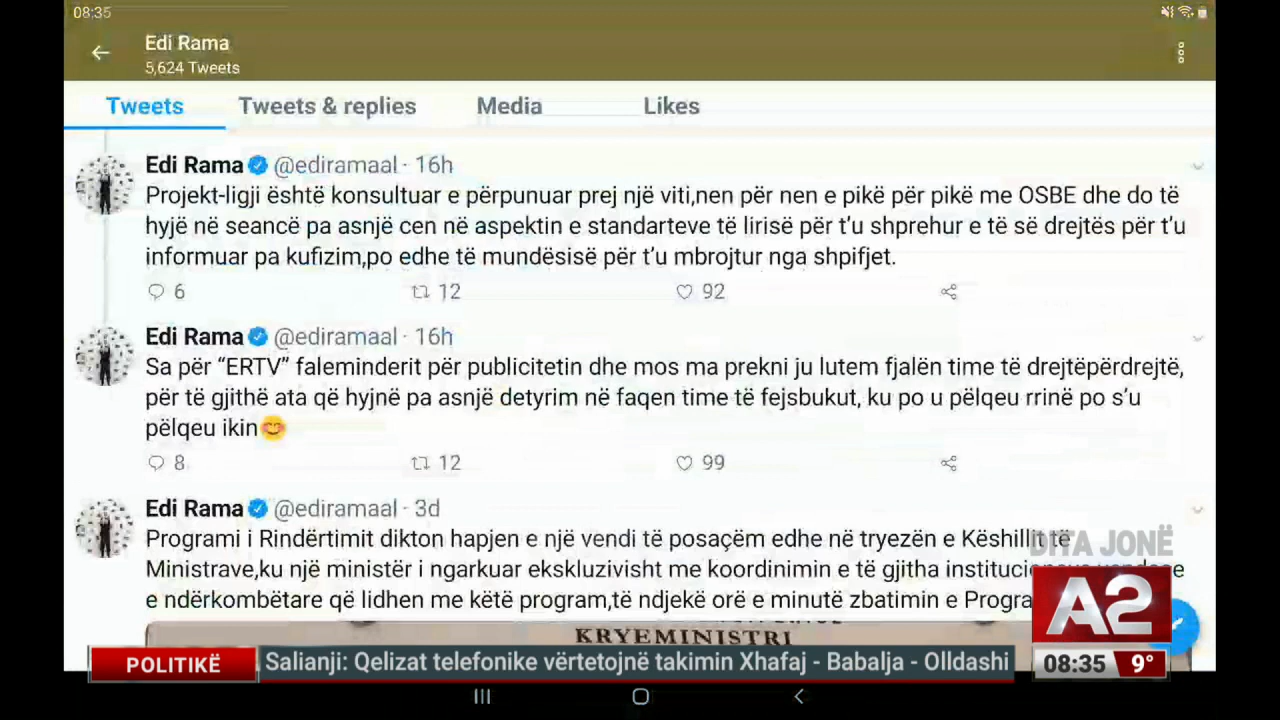 08:35
Edi Rama
5,624 Tweets
Tweets Tweets & replies Media Likes
Edi Rama @ediramaal · 16h
Projekt-ligji është konsultuar e përpunuar prej një viti,nen për nen e pikë për pikë me OSBE dhe do të
hyjë në seancë pa asnjë cen në aspektin e standarteve të lirisë për t'u shprehur e të së drejtës për t'u
informuar pa kufizim,po edhe të mundësisë për t'u mbrojtur nga shpifjet.
6 12 92
Edi Rama @ediramaal · 16h
Sa për “ERTV” faleminderit për publicitetin dhe mos ma prekni ju lutem fjalën time të drejtëpërdrejtë,
për të gjithë ata që hyjnë pa asnjë detyrim në faqen time të fejsbukut, ku po u pëlqeu rrinë po s’u
pëlqeu ikin😊
8 12 99
Edi Rama @ediramaal · 3d
Programi i Rindërtimit dikton hapjen e një vendi të posaçëm edhe në tryezën e Këshillit të
Ministrave,ku një ministër i ngarkuar ekskluzivisht me koordinimin e të gjitha
e ndërkombëtare që lidhen me këtë program,të ndjekë orë e minutë zbatimin e
KRYEMINISTRI
DITA JONË
A2
POLITIKË Salianji: Qelizat telefonike vërtetojnë takimin Xhafaj - Babalja - Olldashi 08:35 9°